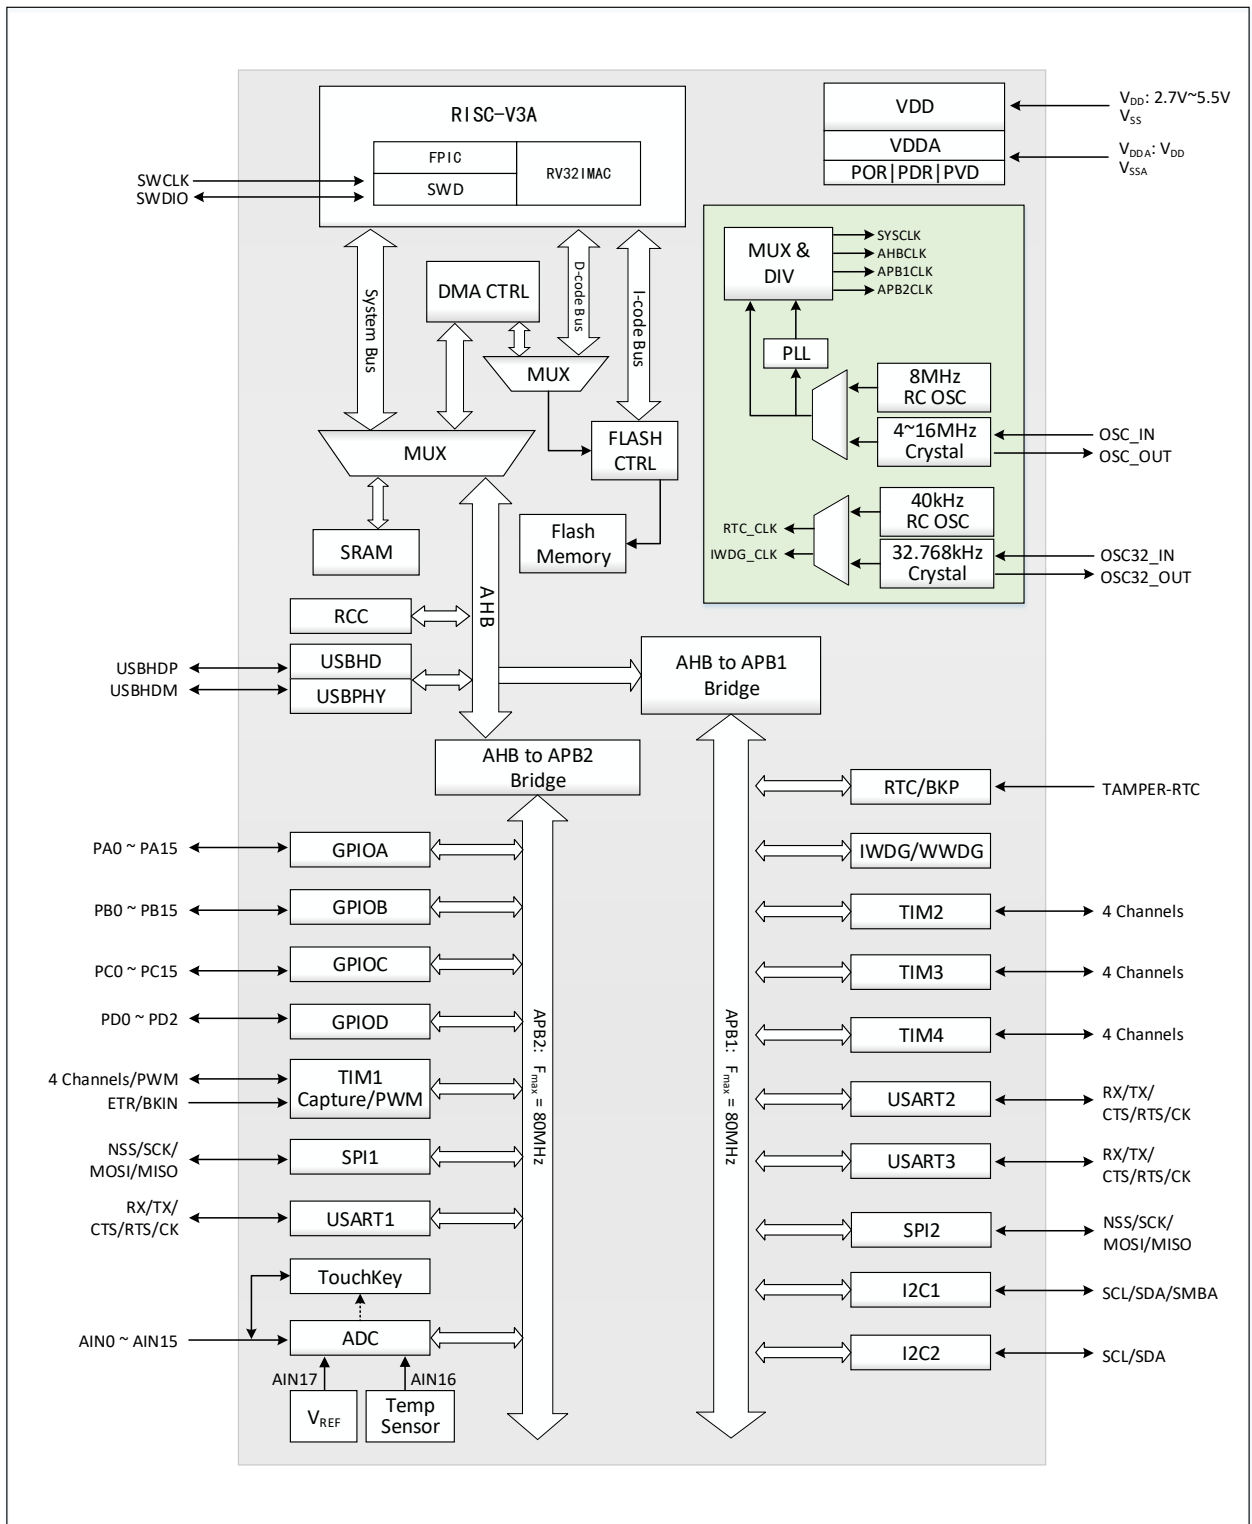 RISC-V3A
FPIC
SWD
RV32IMAC
SWCLK
SWDIO
VDD
VDDA
POR|PDR|PVD
VDD: 2.7V~5.5V
VSS
VDDA: VDD
VSSA
System Bus
DMA CTRL
D-code Bus
I-code Bus
MUX
MUX
FLASH
CTRL
SRAM
Flash
Memory
MUX &
DIV
SYSCLK
AHBCLK
APB1CLK
APB2CLK
PLL
8MHz
RC OSC
4~16MHz
Crystal
OSC_IN
OSC_OUT
40kHz
RC OSC
RTC_CLK
IWDG_CLK
32.768kHz
Crystal
OSC32_IN
OSC32_OUT
AHB
RCC
USBHDP
USBHDM
USBHD
USBPHY
AHB to APB1
Bridge
AHB to APB2
Bridge
PA0 ~ PA15
GPIOA
PB0 ~ PB15
GPIOB
PC0 ~ PC15
GPIOC
PD0 ~ PD2
GPIOD
4 Channels/PWM
ETR/BKIN
TIM1
Capture/PWM
NSS/SCK/
MOSI/MISO
SPI1
RX/TX/
CTS/RTS/CK
USART1
TouchKey
AIN0 ~ AIN15
ADC
AIN17
AIN16
VREF
Temp
Sensor
APB2: Fmax = 80MHz
APB1: Fmax = 80MHz
RTC/BKP
TAMPER-RTC
IWDG/WWDG
TIM2
4 Channels
TIM3
4 Channels
TIM4
4 Channels
USART2
RX/TX/
CTS/RTS/CK
USART3
RX/TX/
CTS/RTS/CK
SPI2
NSS/SCK/
MOSI/MISO
I2C1
SCL/SDA/SMBA
I2C2
SCL/SDA